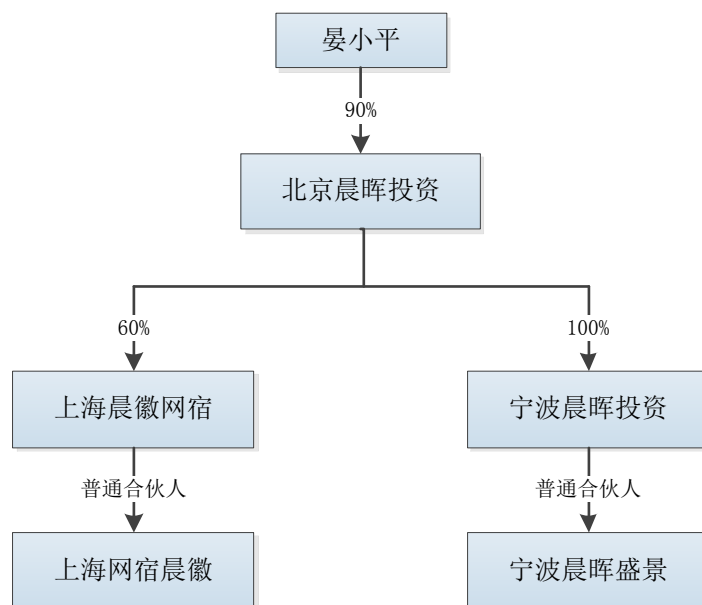 晏小平
90%
北京晨晖投资
60%
100%
上海晨徽网宿
宁波晨晖投资
普通合伙人
普通合伙人
上海网宿晨徽
宁波晨晖盛景